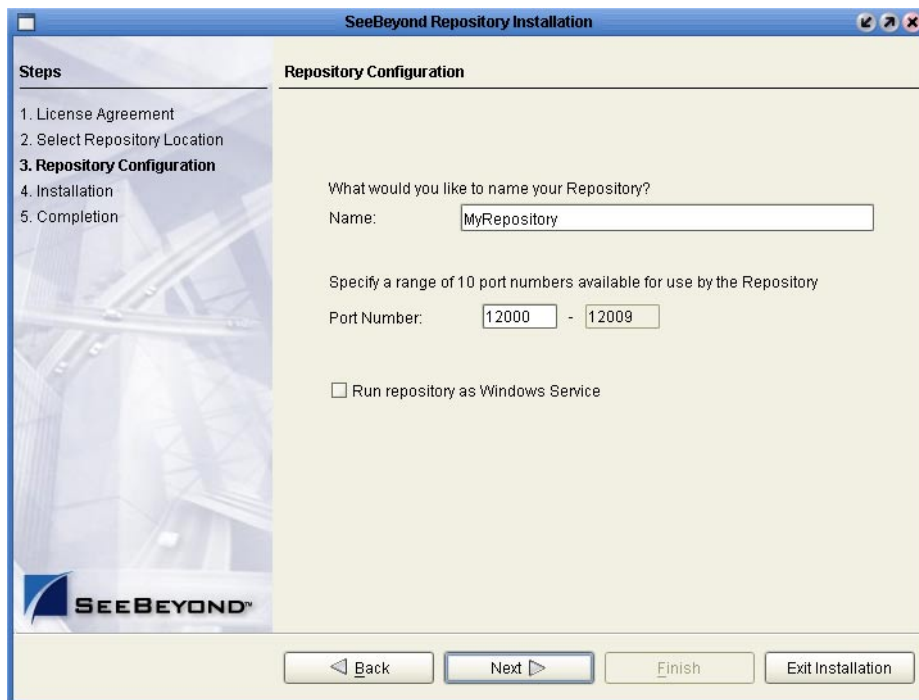 SeeBeyond Repository Installation
Steps
1. License Agreement
2. Select Repository Location
3. Repository Configuration
4. Installation
5. Completion
SEEBEYOND™
Repository Configuration
What would you like to name your Repository?
Name: MyRepository
Specify a range of 10 port numbers available for use by the Repository
Port Number: 12000 - 12009
Run repository as Windows Service
Back Next Finish Exit Installation